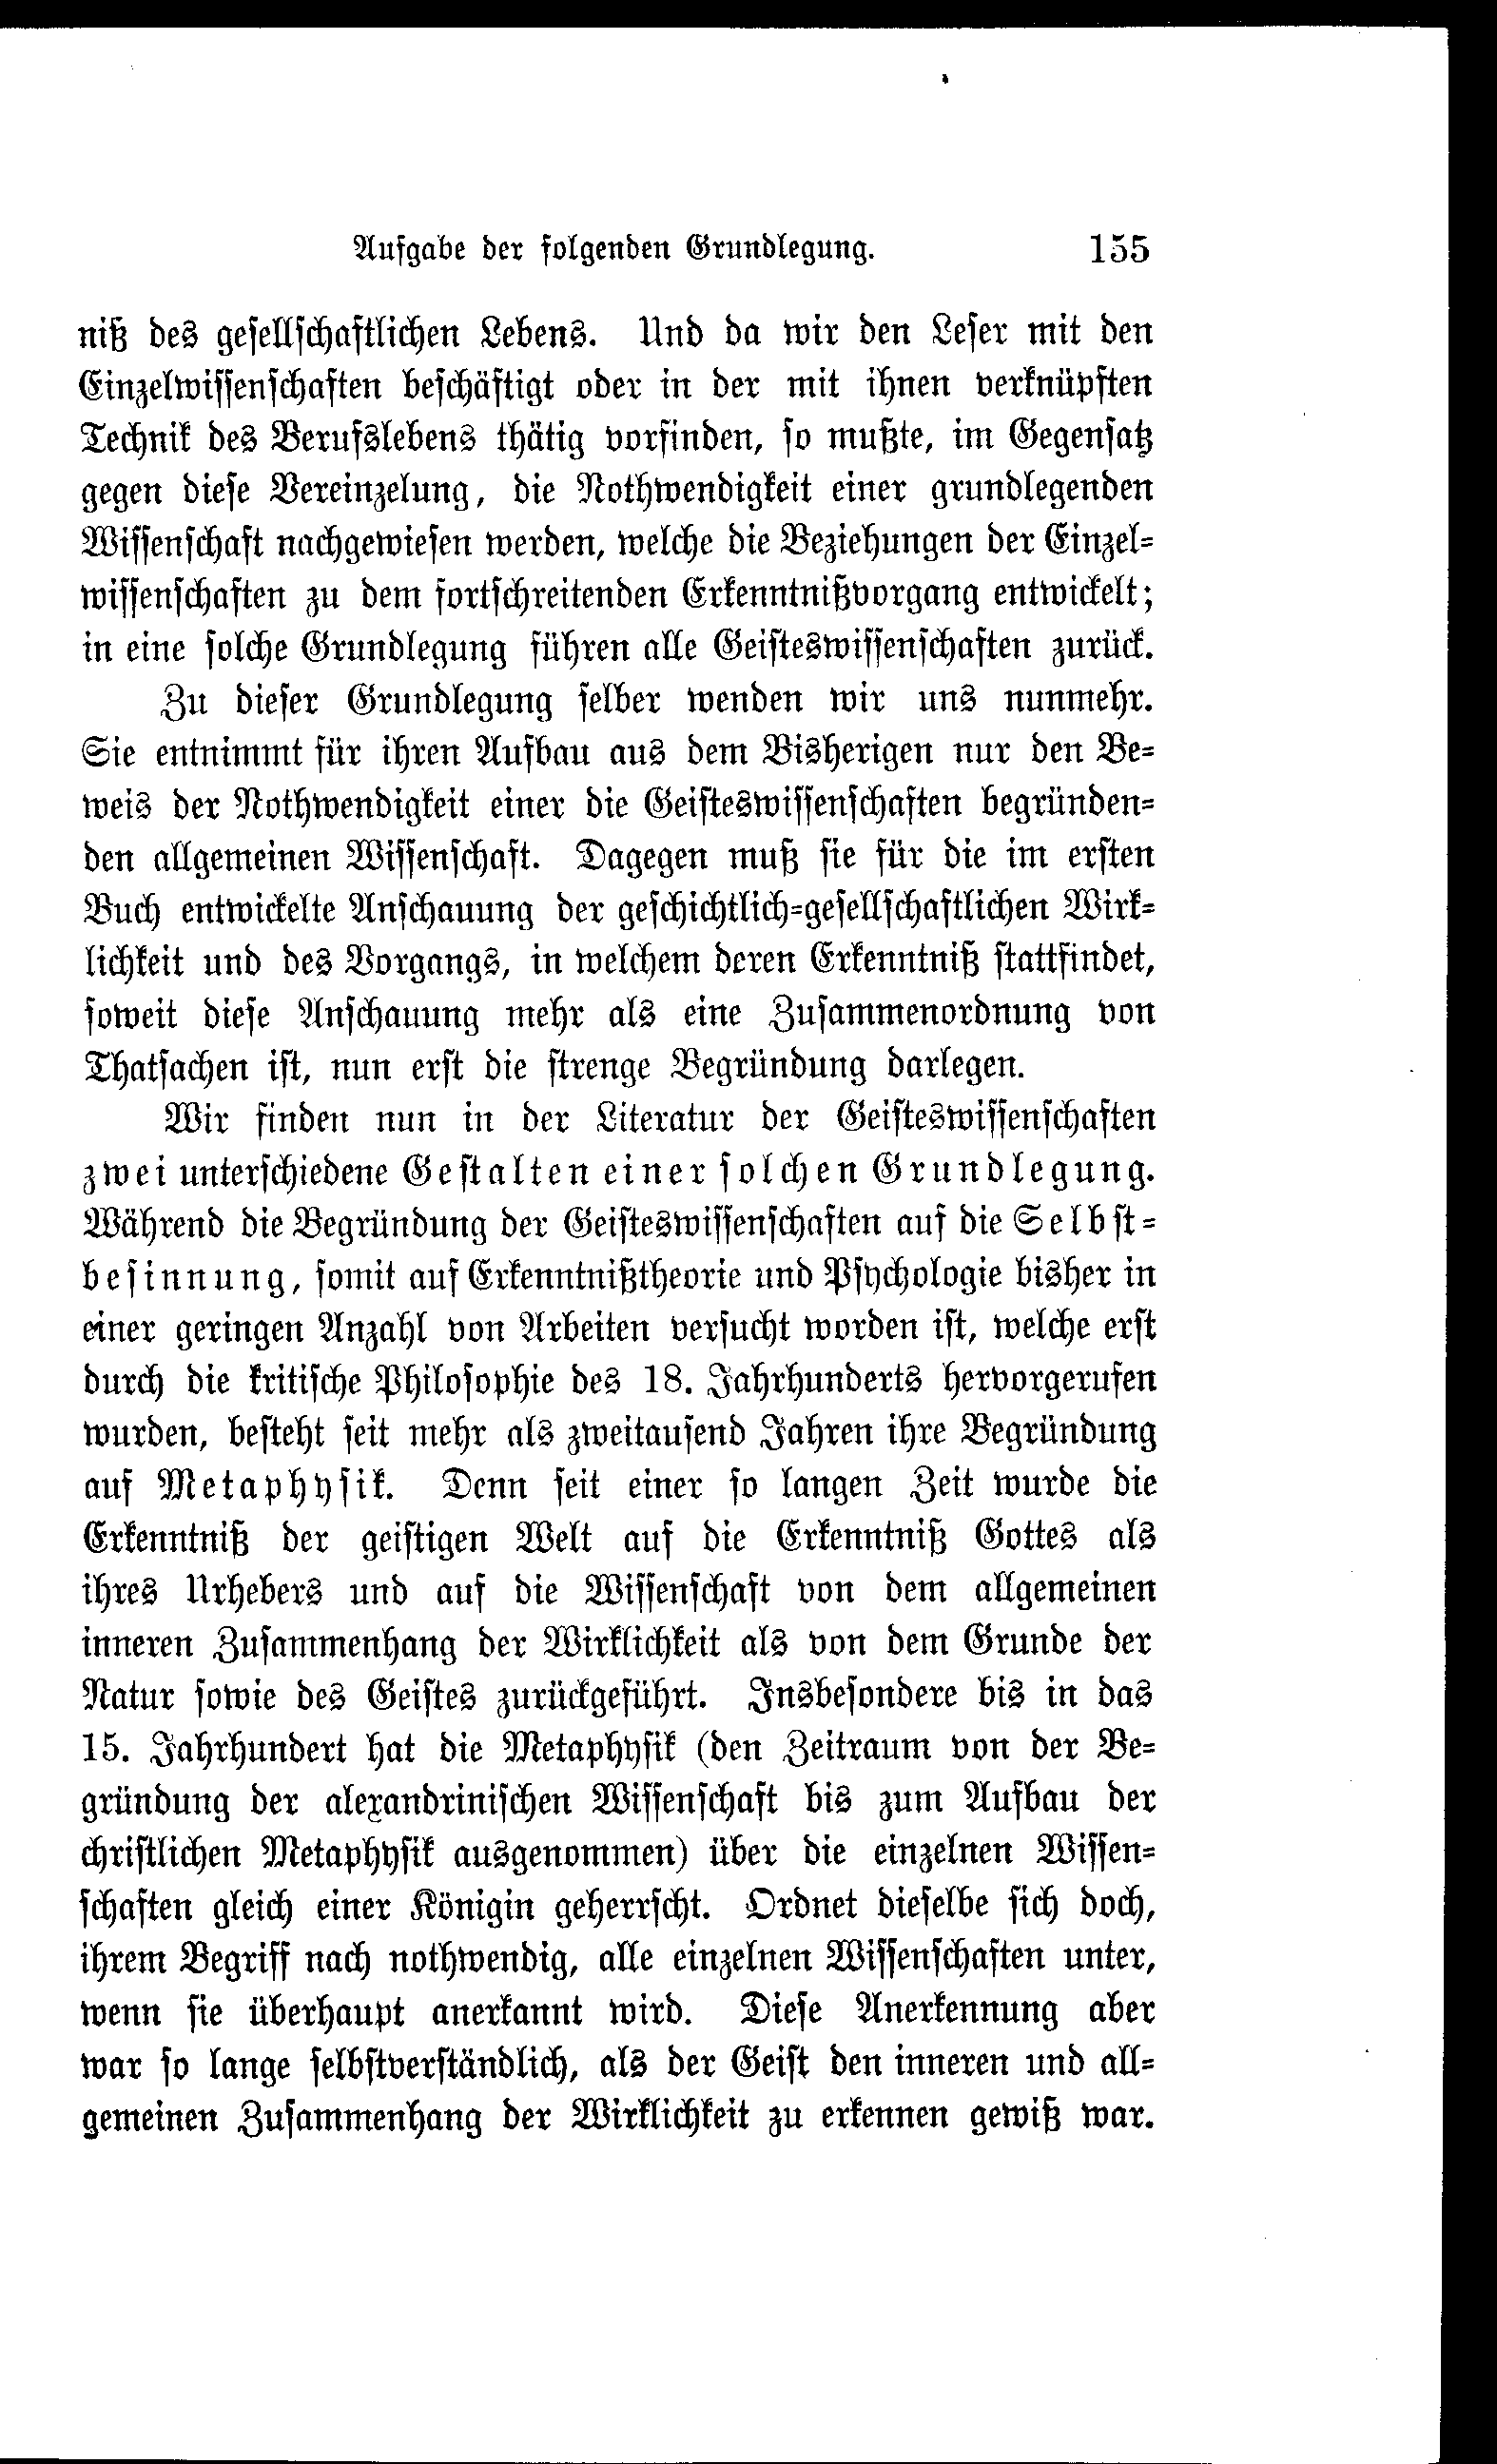 Aufgabe der folgenden Grundlegung. 155
niß des gesellschaftlichen Lebens. Und da wir den Leser mit den
Einzelwissenschaften beschäftigt oder in der mit ihnen verknüpften
Technik des Berufslebens thätig vorfinden, so mußte, im Gegensatz
gegen diese Vereinzelung, die Nothwendigkeit einer grundlegenden
Wissenschaft nachgewiesen werden, welche die Beziehungen der Einzel=
wissenschaften zu dem fortschreitenden Erkenntnißvorgang entwickelt;
in eine solche Grundlegung führen alle Geisteswissenschaften zurück.
Zu dieser Grundlegung selber wenden wir uns nunmehr.
Sie entnimmt für ihren Aufbau aus dem Bisherigen nur den Be=
weis der Nothwendigkeit einer die Geisteswissenschaften begründen=
den allgemeinen Wissenschaft. Dagegen muß sie für die im ersten
Buch entwickelte Anschauung der geschichtlich=gesellschaftlichen Wirk=
lichkeit und des Vorgangs, in welchem deren Erkenntniß stattfindet,
soweit diese Anschauung mehr als eine Zusammenordnung von
Thatsachen ist, nun erst die strenge Begründung darlegen.
Wir finden nun in der Literatur der Geisteswissenschaften
zwei unterschiedene Gestalten einer solchen Grundlegung.
Während die Begründung der Geisteswissenschaften auf die Selbst=
besinnung, somit auf Erkenntnißtheorie und Psychologie bisher in
einer geringen Anzahl von Arbeiten versucht worden ist, welche erst
durch die kritische Philosophie des 18. Jahrhunderts hervorgerufen
wurden, besteht seit mehr als zweitausend Jahren ihre Begründung
auf Metaphysik. Denn seit einer so langen Zeit wurde die
Erkenntniß der geistigen Welt auf die Erkenntniß Gottes als
ihres Urhebers und auf die Wissenschaft von dem allgemeinen
inneren Zusammenhang der Wirklichkeit als von dem Grunde der
Natur sowie des Geistes zurückgeführt. Insbesondere bis in das
15. Jahrhundert hat die Metaphysik (den Zeitraum von der Be=
gründung der alexandrinischen Wissenschaft bis zum Aufbau der
christlichen Metaphysik ausgenommen) über die einzelnen Wissen=
schaften gleich einer Königin geherrscht. Ordnet dieselbe sich doch,
ihrem Begriff nach nothwendig, alle einzelnen Wissenschaften unter,
wenn sie überhaupt anerkannt wird. Diese Anerkennung aber
war so lange selbstverständlich, als der Geist den inneren und all=
gemeinen Zusammenhang der Wirklichkeit zu erkennen gewiß war.